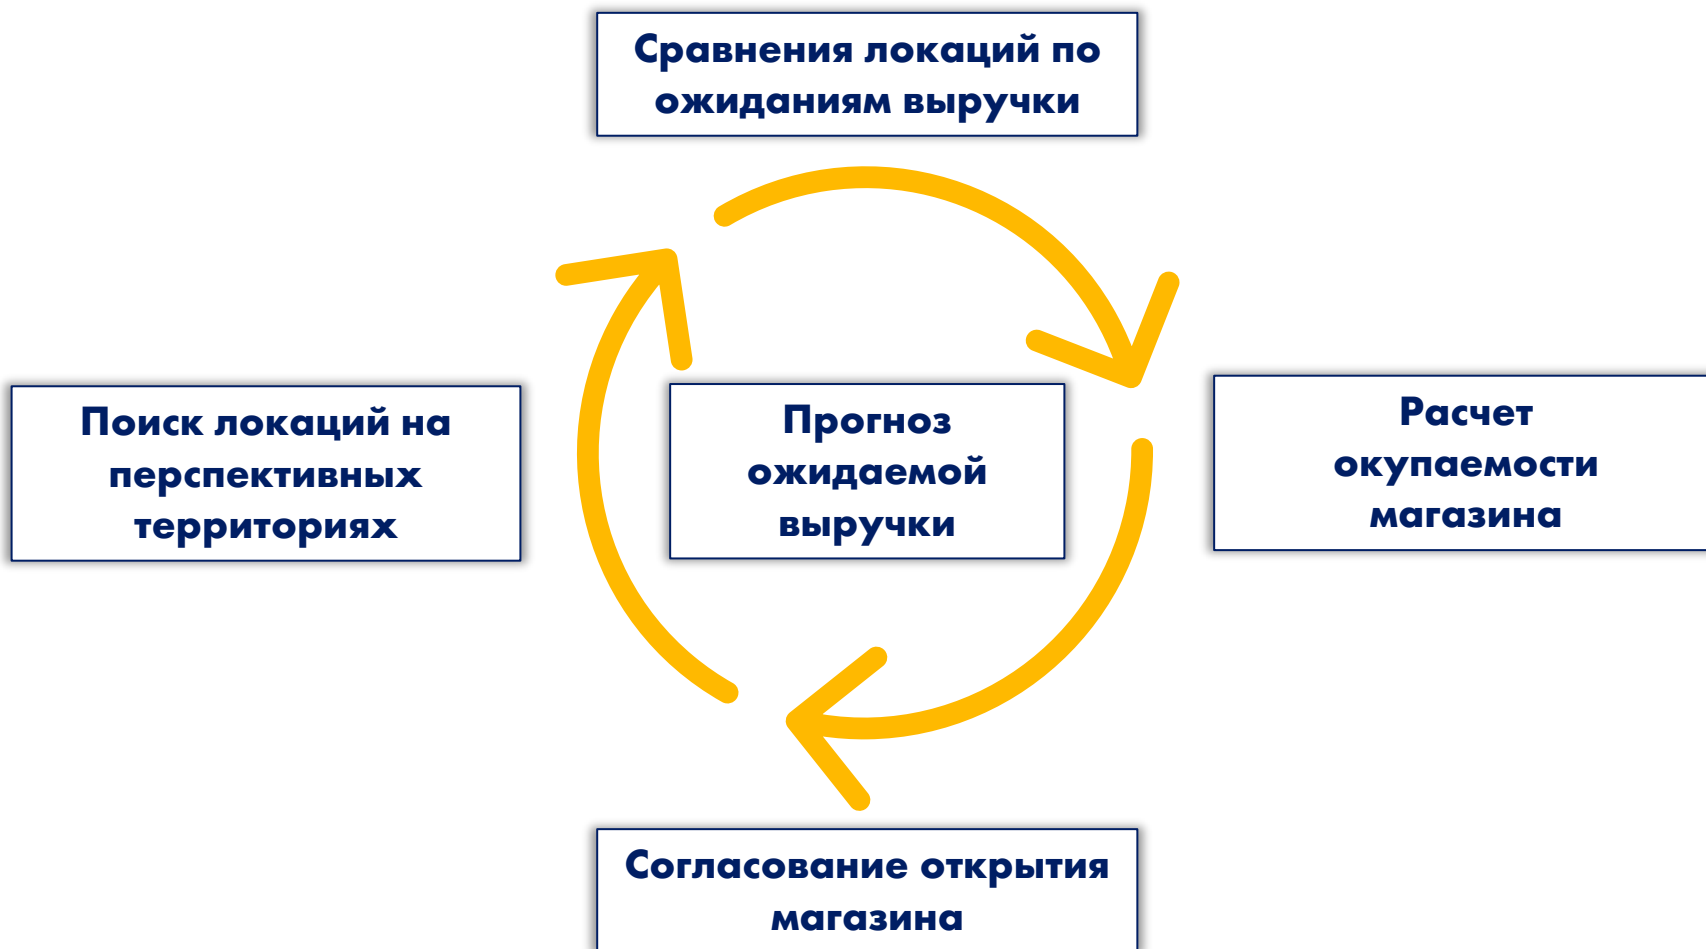 Сравнения локаций по
ожиданиям выручки
Поиск локаций на
перспективных
территориях
Прогноз
ожидаемой
выручки
Расчет
окупаемости
магазина
Согласование открытия
магазина